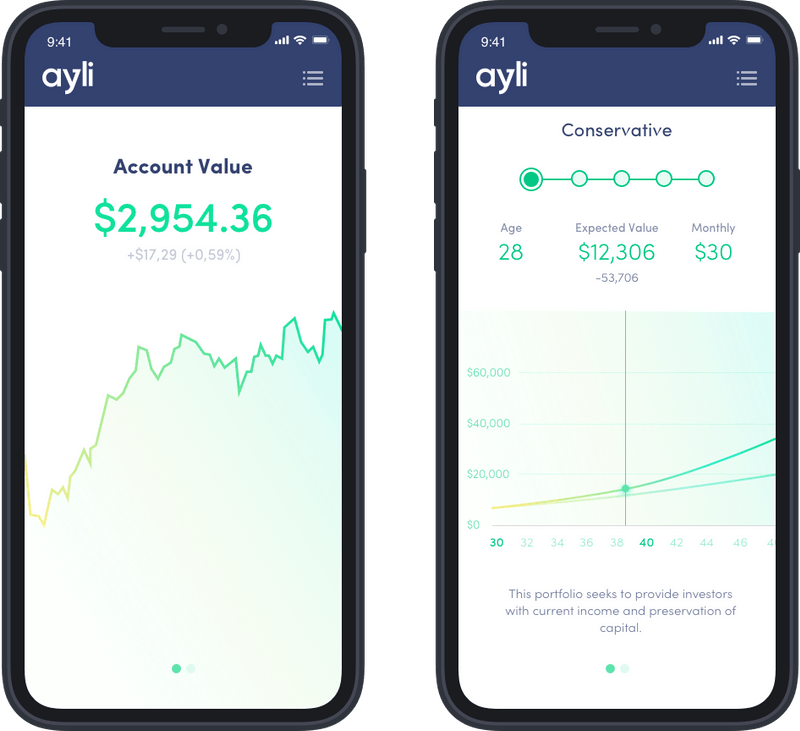 9:41
ayli
Account Value
$2,954.36
+$17,29 (+0,59%)
9:41
ayli
Conservative
Age Expected Value Monthly
28 $12,306 $30
-53,706
$60,000
$40,000
$20,000
$0
30 32 34 36 38 40 42 44 46
This portfolio seeks to provide investors
with current income and preservation of
capital.